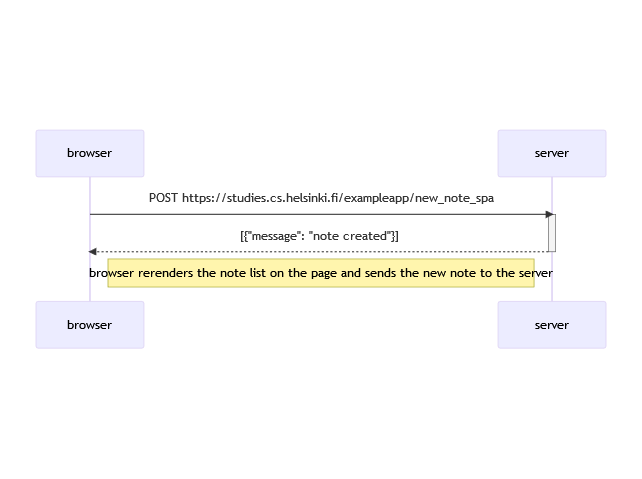 browser
server
POST https://studies.cs.helsinki.fi/exampleapp/new_note_spa
[{"message": "note created"}]
browser rerenders the note list on the page and sends the new note to the server
browser
server